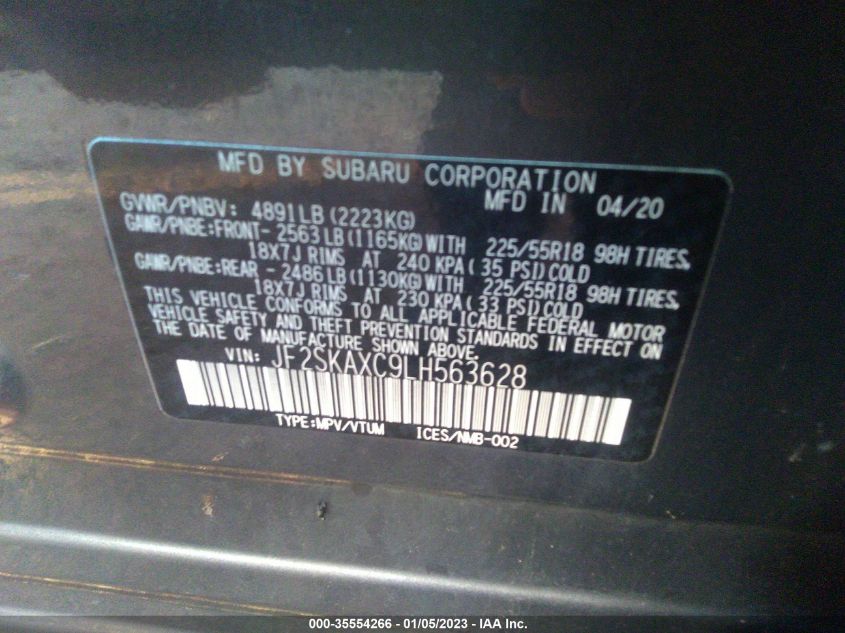 MFD BY SUBARU CORPORATION
MFD IN 04/20
GVWR/PNBV: 4891LB (2223KG)
GAWR/PNBE:FRONT- 2563LB(1165KG)WITH 225/55R18 98H TIRES,
18X7J RIMS AT 240 KPA(35 PSI)COLD
GAWR/PNBE:REAR - 2486LB(1130KG)WITH 225/55R18 98H TIRES,
18X7J RIMS AT 230 KPA(33 PSI)COLD
THIS VEHICLE CONFORMS TO ALL APPLICABLE FEDERAL MOTOR
VEHICLE SAFETY AND THEFT PREVENTION STANDARDS IN EFFECT ON
THE DATE OF MANUFACTURE SHOWN ABOVE.
VIN: JF2SKAXC9LH563628
TYPE:MPV/VTUM ICES/NMB-002
000-35554266 - 01/05/2023 - IAA Inc.